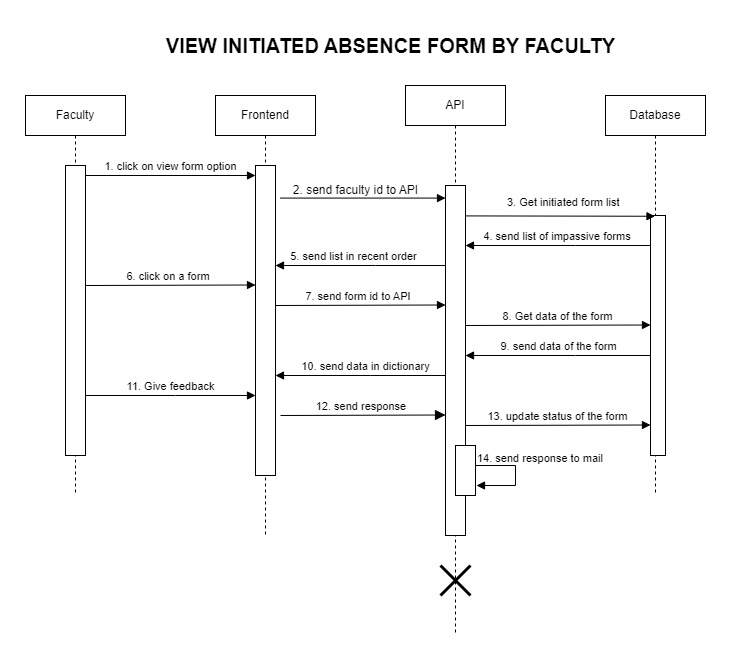 VIEW INITIATED ABSENCE FORM BY FACULTY
Faculty
Frontend
API
Database
1. click on view form option
2. send faculty id to API
3. Get initiated form list
4. send list of impassive forms
5. send list in recent order
6. click on a form
7. send form id to API
8. Get data of the form
9. send data of the form
10. send data in dictionary
11. Give feedback
12. send response
13. update status of the form
14. send response to mail